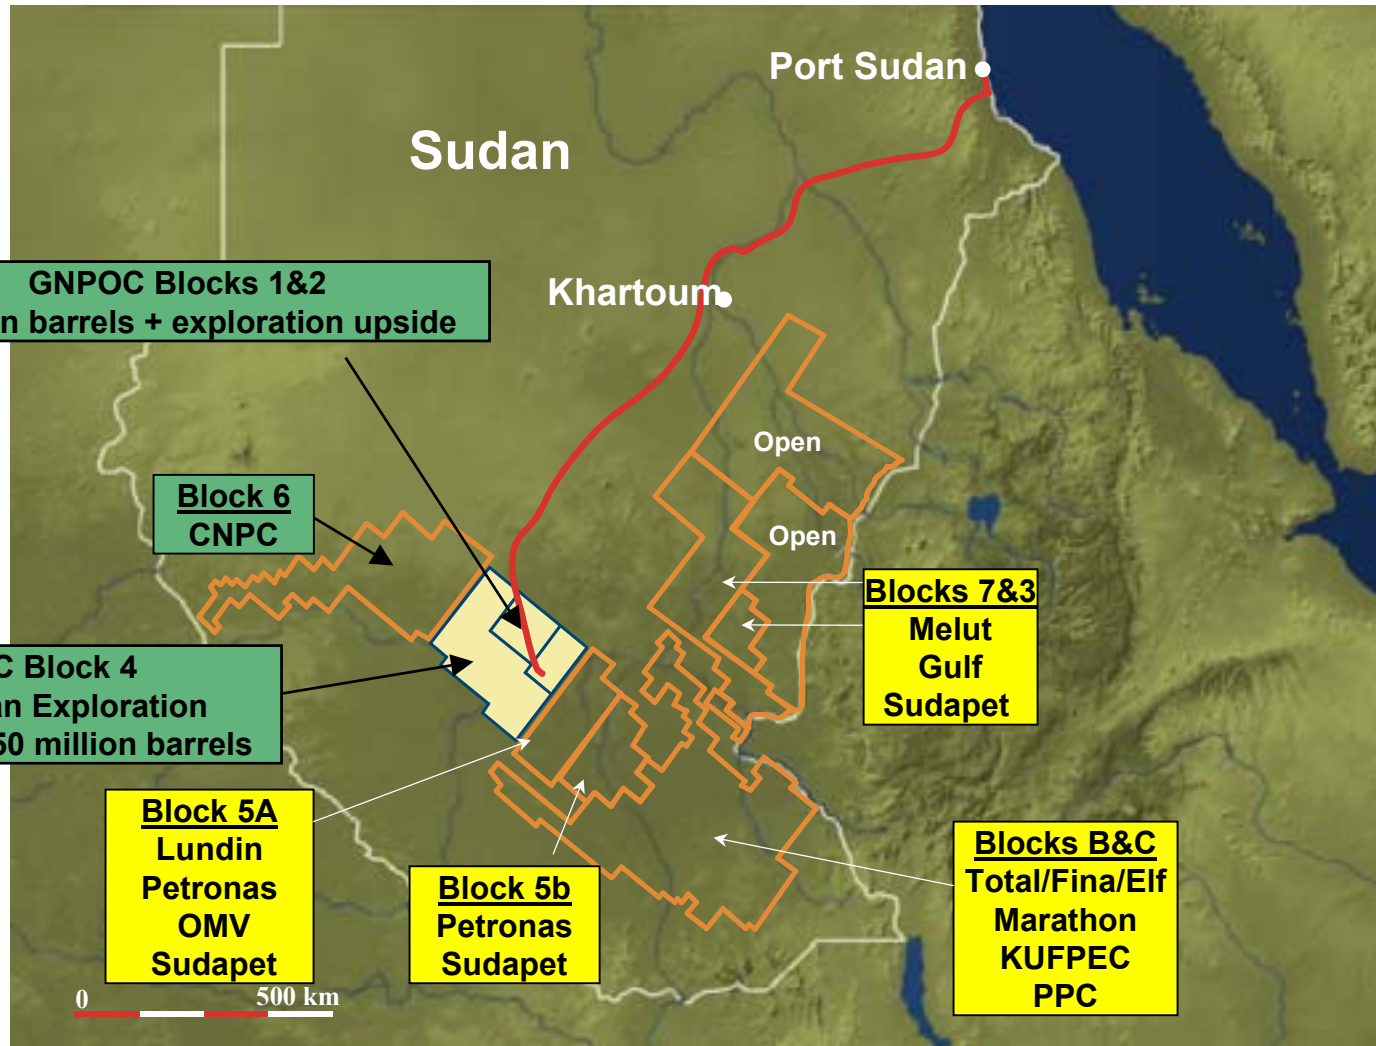 Port Sudan
Sudan
GNPOC Blocks 1&2
barrels + exploration upside
Khartoum
Open
Block 6
CNPC
Open
Blocks 7&3
Melut
Gulf
Sudapet
Block 4
Exploration
50 million barrels
Block 5A
Lundin
Petronas
OMV
Sudapet
Block 5b
Petronas
Sudapet
Blocks B&C
Total/Fina/Elf
Marathon
KUFPEC
PPC
0 500 km